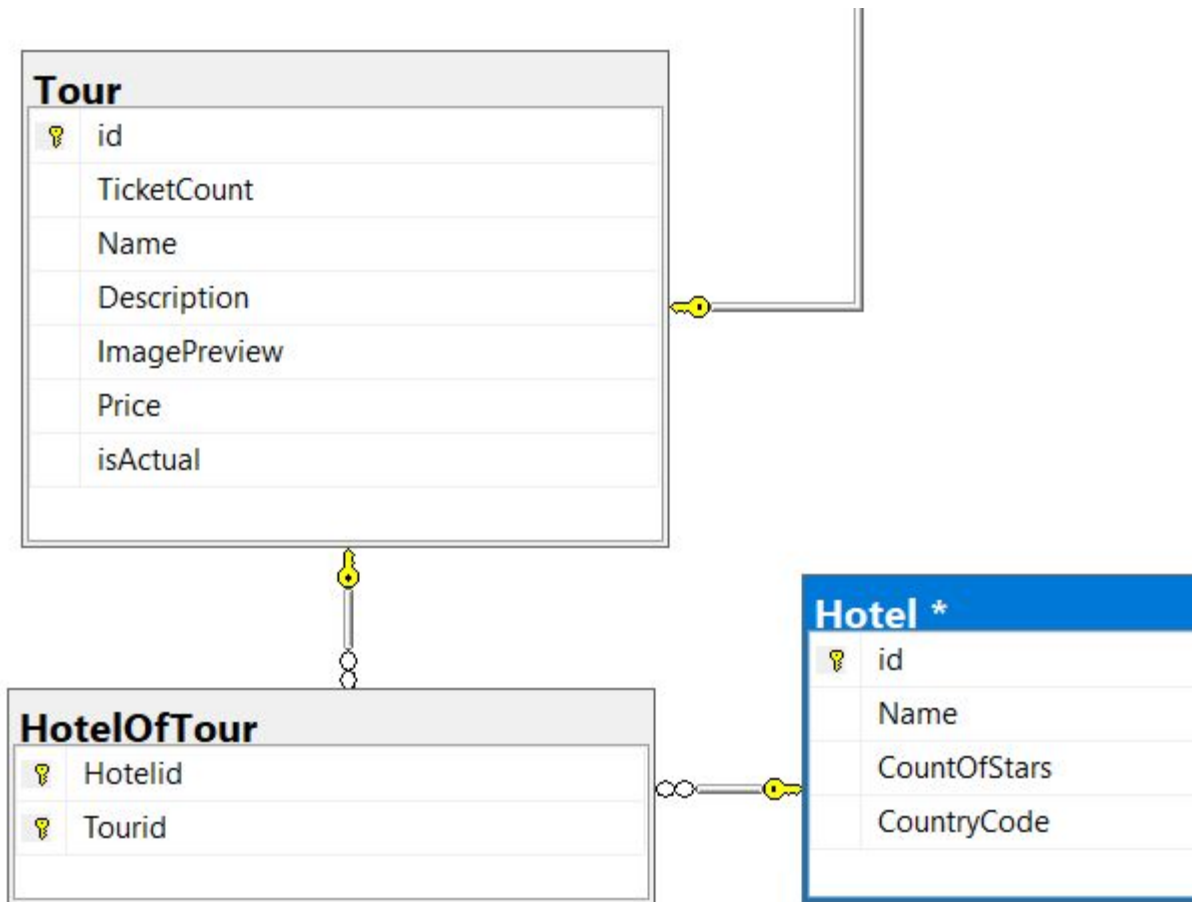 Tour
id
TicketCount
Name
Description
ImagePreview
Price
isActual
HotelOfTour
Hotelid
Tourid
Hotel *
id
Name
CountOfStars
CountryCode